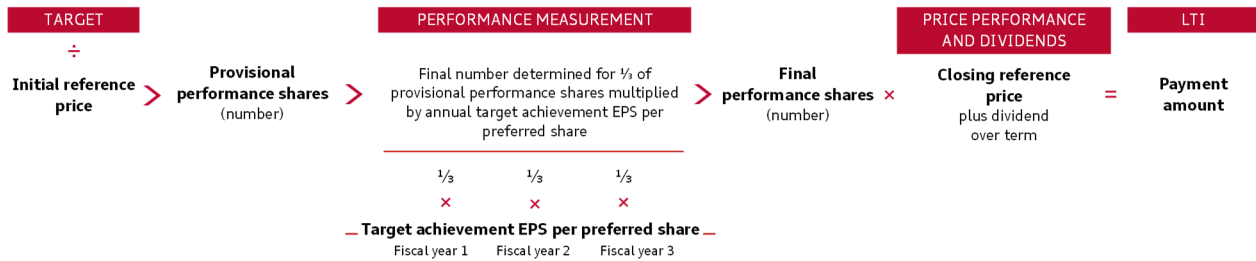 TARGET
÷
Initial reference
price
Provisional
performance shares
(number)
PERFORMANCE MEASUREMENT
Final number determined for ⅓ of
provisional performance shares multiplied
by annual target achievement EPS per
preferred share
⅓ ⅓ ⅓
× × ×
Target achievement EPS per preferred share
Fiscal year 1 Fiscal year 2 Fiscal year 3
Final
performance shares
(number)
×
PRICE PERFORMANCE
AND DIVIDENDS
Closing reference
price
plus dividend
over term
=
LTI
Payment
amount